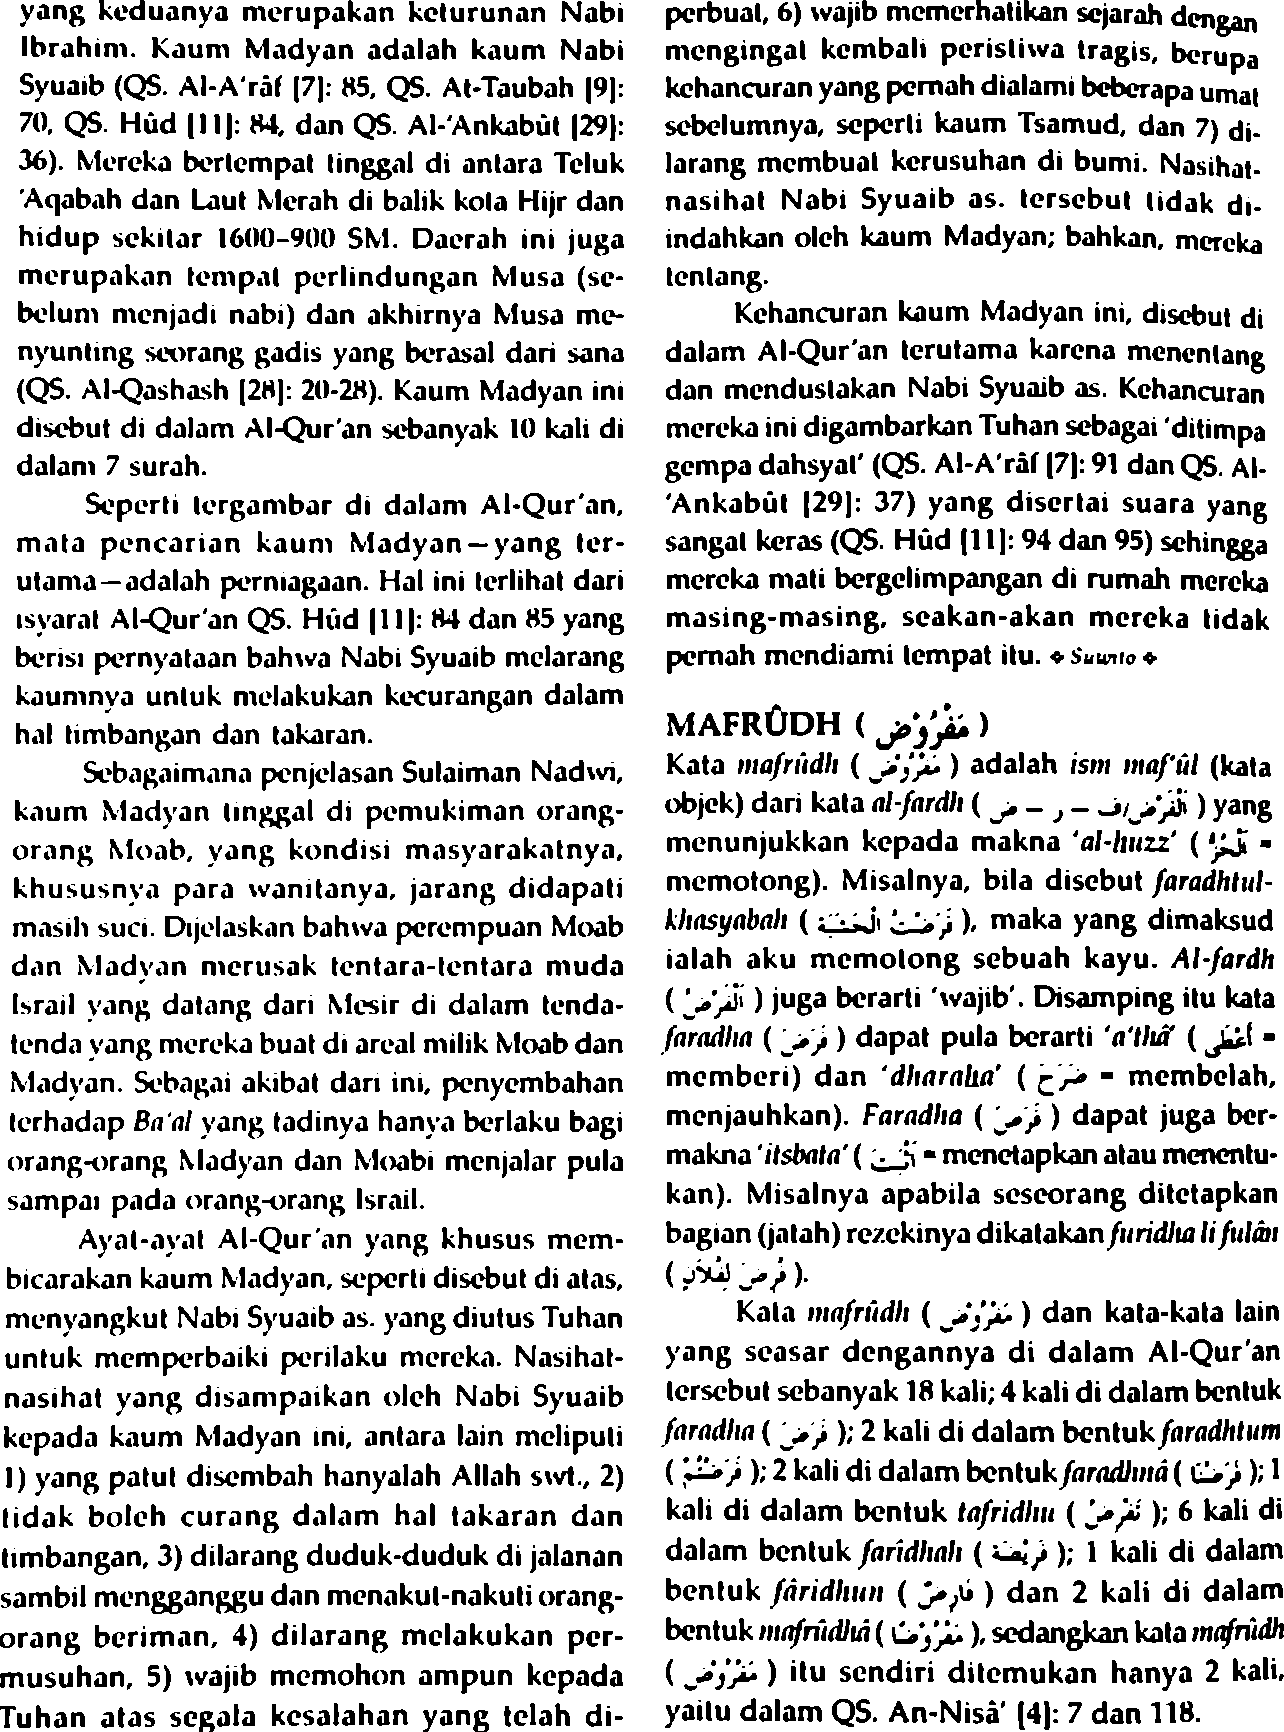 yang keduanya merupakan keturunan Nabi
Ibrahim. Kaum Madyan adalah kaum Nabi
Syuaib (QS. Al-A'râf [7]: 85, QS. At-Taubah [9]:
70, QS. Hûd [11]: 84, dan QS. Al-'Ankabût [29]:
36). Mereka bertempat tinggal di antara Teluk
'Aqabah dan Laut Merah di balik kota Hijr dan
hidup sekitar 1600-900 SM. Daerah ini juga
merupakan tempat perlindungan Musa (se-
belum menjadi nabi) dan akhirnya Musa me-
nyunting seorang gadis yang berasal dari sana
(QS. Al-Qashash [28]: 20-28). Kaum Madyan ini
disebut di dalam Al-Qur'an sebanyak 10 kali di
dalam 7 surah.
Seperti tergambar di dalam Al-Qur'an,
mata pencarian kaum Madyan—yang ter-
utama—adalah perniagaan. Hal ini terlihat dari
isyarat Al-Qur'an QS. Hûd [11]: 84 dan 85 yang
berisi pernyataan bahwa Nabi Syuaib melarang
kaumnya untuk melakukan kecurangan dalam
hal timbangan dan takaran.
Sebagaimana penjelasan Sulaiman Nadwi,
kaum Madyan tinggal di pemukiman orang-
orang Moab, yang kondisi masyarakatnya,
khususnya para wanitanya, jarang didapati
masih suci. Dijelaskan bahwa perempuan Moab
dan Madyan merusak tentara-tentara muda
Israil yang datang dari Mesir di dalam tenda-
tenda yang mereka buat di areal milik Moab dan
Madyan. Sebagai akibat dari ini, penyembahan
terhadap Ba'al yang tadinya hanya berlaku bagi
orang-orang Madyan dan Moabi menjalar pula
sampai pada orang-orang Israil.
Ayat-ayat Al-Qur'an yang khusus mem-
bicarakan kaum Madyan, seperti disebut di atas,
menyangkut Nabi Syuaib as. yang diutus Tuhan
untuk memperbaiki perilaku mereka. Nasihat-
nasihat yang disampaikan oleh Nabi Syuaib
kepada kaum Madyan ini, antara lain meliputi
1) yang patut disembah hanyalah Allah swt., 2)
tidak boleh curang dalam hal takaran dan
timbangan, 3) dilarang duduk-duduk di jalanan
sambil mengganggu dan menakut-nakuti orang-
orang beriman, 4) dilarang melakukan per-
musuhan, 5) wajib memohon ampun kepada
Tuhan atas segala kesalahan yang telah di-
perbuat, 6) wajib memerhatikan sejarah dengan
mengingat kembali peristiwa tragis, berupa
kehancuran yang pernah dialami beberapa umat
sebelumnya, seperti kaum Tsamud, dan 7) di-
larang membuat kerusuhan di bumi. Nasihat-
nasihat Nabi Syuaib as. tersebut tidak di-
indahkan oleh kaum Madyan; bahkan, mereka
tentang.
Kehancuran kaum Madyan ini, disebut di
dalam Al-Qur'an terutama karena menentang
dan mendustakan Nabi Syuaib as. Kehancuran
mereka ini digambarkan Tuhan sebagai 'ditimpa
gempa dahsyat' (QS. Al-A'râf [7]: 91 dan QS. Al-
'Ankabût [29]: 37) yang disertai suara yang
sangat keras (QS. Hûd [11]: 94 dan 95) sehingga
mereka mati bergelimpangan di rumah mereka
masing-masing, seakan-akan mereka tidak
pernah mendiami tempat itu. ❖ Suunto ❖
MAFRÛDH ( مَفْرُوْض )
Kata mafrûdh ( مَفْرُوْض ) adalah ism maf'ûl (kata
objek) dari kata al-fardh ( اَلْفَرْض/ف – ر – ض ) yang
menunjukkan kepada makna 'al-huzz' ( اَلْحُزّ =
memotong). Misalnya, bila disebut faradhtul-
khasyabah ( فَرَضْتُ الْخَشَبَةَ ), maka yang dimaksud
ialah aku memotong sebuah kayu. Al-fardh
( اَلْفَرْضُ ) juga berarti 'wajib'. Disamping itu kata
faradha ( فَرَضَ ) dapat pula berarti 'a'thâ' ( أَعْطَى =
memberi) dan 'dharaha' ( ضَرَحَ = membelah,
menjauhkan). Faradha ( فَرَضَ ) dapat juga ber-
makna 'itsbata' ( أَثْبَتَ = menetapkan atau menentu-
kan). Misalnya apabila seseorang ditetapkan
bagian (jatah) rezekinya dikatakan furidha li fulân
( فُرِضَ لِفُلاَنٍ ).
Kata mafrûdh ( مَفْرُوْض ) dan kata-kata lain
yang seasar dengannya di dalam Al-Qur'an
tersebut sebanyak 18 kali; 4 kali di dalam bentuk
faradha ( فَرَضَ ); 2 kali di dalam bentuk faradhtum
( فَرَضْتُمْ ); 2 kali di dalam bentuk faradhnâ ( فَرَضْنَا ); 1
kali di dalam bentuk tafridhu ( تَفْرِضُ ); 6 kali di
dalam bentuk farîdhah ( فَرِيْضَة ); 1 kali di dalam
bentuk fâridhun ( فَارِضٌ ) dan 2 kali di dalam
bentuk mafrûdhâ ( مَفْرُوْضًا ), sedangkan kata mafrûdh
( مَفْرُوْض ) itu sendiri ditemukan hanya 2 kali,
yaitu dalam QS. An-Nisâ' [4]: 7 dan 118.